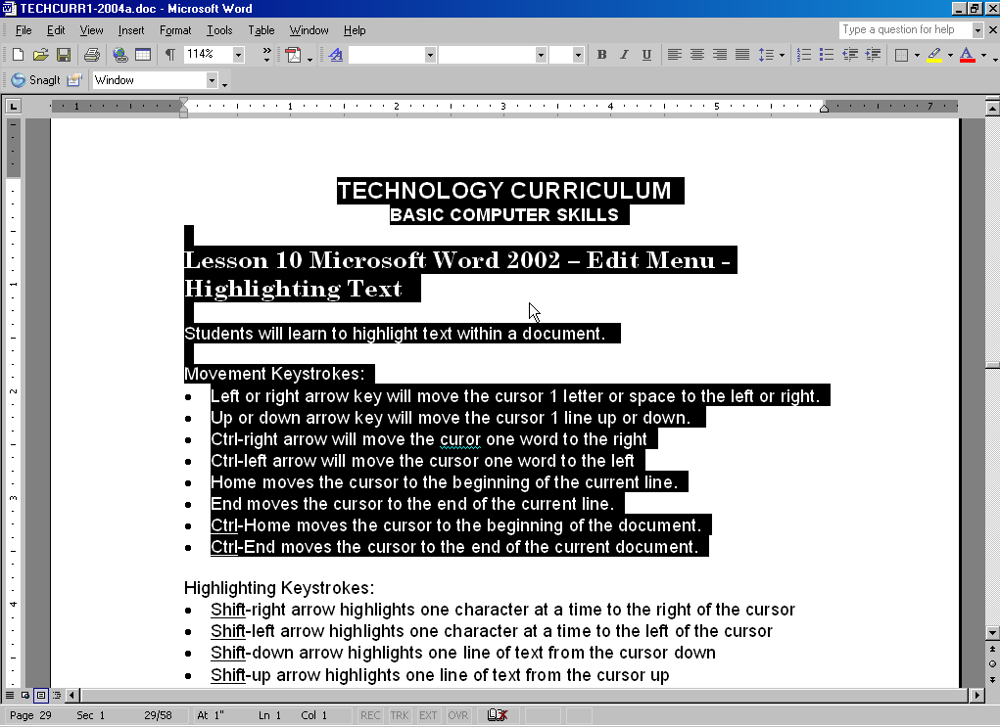 TECHCURR1-2004a.doc - Microsoft Word
File Edit View Insert Format Tools Table Window Help Type a question for help
114% A B I U A
SnagIt Window
L 1 1 2 3 4 5 7
TECHNOLOGY CURRICULUM
BASIC COMPUTER SKILLS
Lesson 10 Microsoft Word 2002 – Edit Menu -
Highlighting Text
Students will learn to highlight text within a document.
Movement Keystrokes:
• Left or right arrow key will move the cursor 1 letter or space to the left or right.
• Up or down arrow key will move the cursor 1 line up or down.
• Ctrl-right arrow will move the curor one word to the right
• Ctrl-left arrow will move the cursor one word to the left
• Home moves the cursor to the beginning of the current line.
• End moves the cursor to the end of the current line.
• Ctrl-Home moves the cursor to the beginning of the document.
• Ctrl-End moves the cursor to the end of the current document.
Highlighting Keystrokes:
• Shift-right arrow highlights one character at a time to the right of the cursor
• Shift-left arrow highlights one character at a time to the left of the cursor
• Shift-down arrow highlights one line of text from the cursor down
• Shift-up arrow highlights one line of text from the cursor up
1
2
3
4
Page 29 Sec 1 29/58 At 1" Ln 1 Col 1 REC TRK EXT OVR